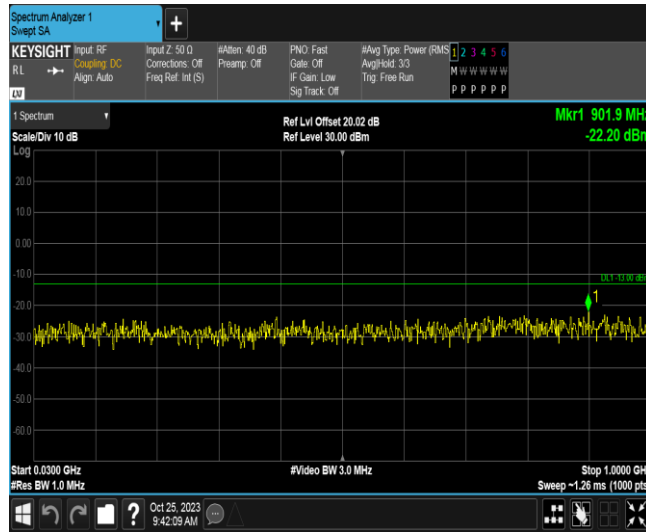 Spectrum Analyzer 1
Swept SA
+
KEYSIGHT Input: RF Input Z: 50 Ω #Atten: 40 dB PNO: Fast #Avg Type: Power (RMS 1 2 3 4 5 6
RL Coupling: DC Corrections: Off Preamp: Off Gate: Off Avg|Hold: 3/3 M W W W W W
Align: Auto Freq Ref: Int (S) IF Gain: Low Trig: Free Run
LXI Sig Track: Off P P P P P P
1 Spectrum Ref Lvl Offset 20.02 dB Mkr1 901.9 MHz
Scale/Div 10 dB Ref Level 30.00 dBm -22.20 dBm
Log
20.0
10.0
0.00
-10.0
DL1 -13.00 dBm
-20.0
1
-30.0
-40.0
-50.0
-60.0
Start 0.0300 GHz #Video BW 3.0 MHz Stop 1.0000 GH
#Res BW 1.0 MHz Sweep ~1.26 ms (1000 pts
? Oct 25, 2023
9:42:09 AM